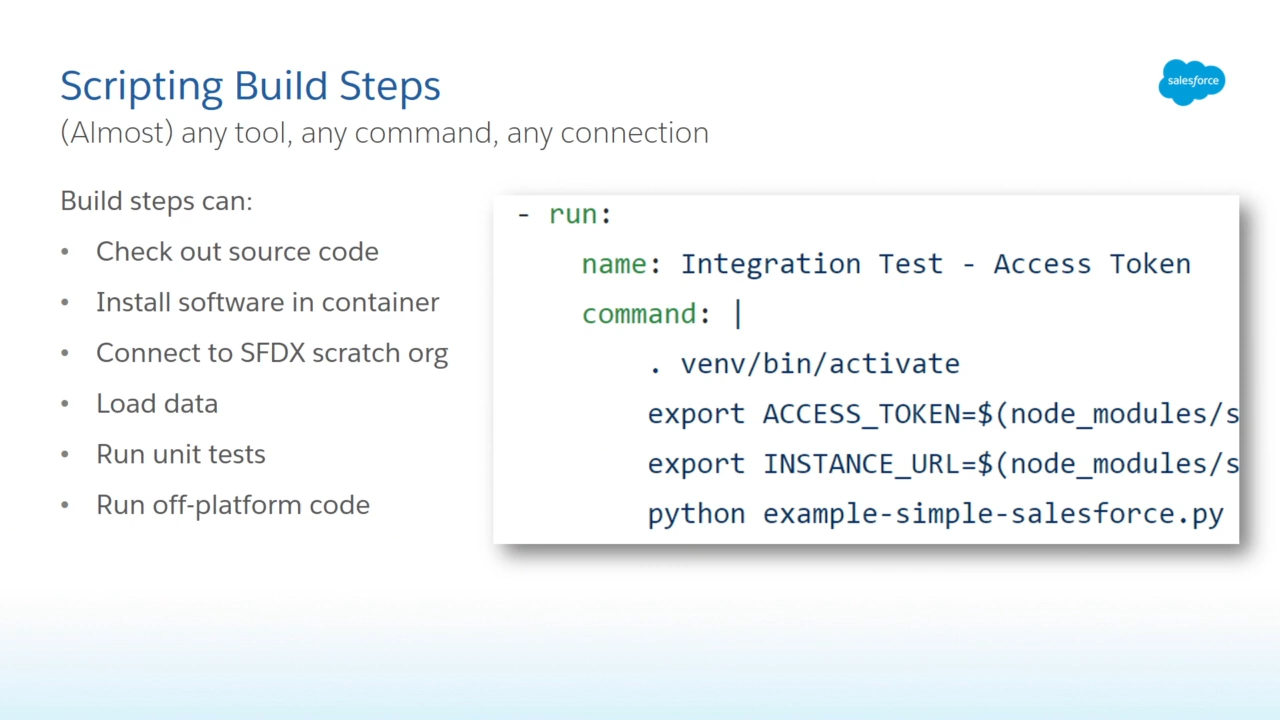 Scripting Build Steps
salesforce
(Almost) any tool, any command, any connection
Build steps can:
• Check out source code
• Install software in container
• Connect to SFDX scratch org
• Load data
• Run unit tests
• Run off-platform code
- run:
name: Integration Test - Access Token
command: |
. venv/bin/activate
export ACCESS_TOKEN=$(node_modules/s
export INSTANCE_URL=$(node_modules/s
python example-simple-salesforce.py